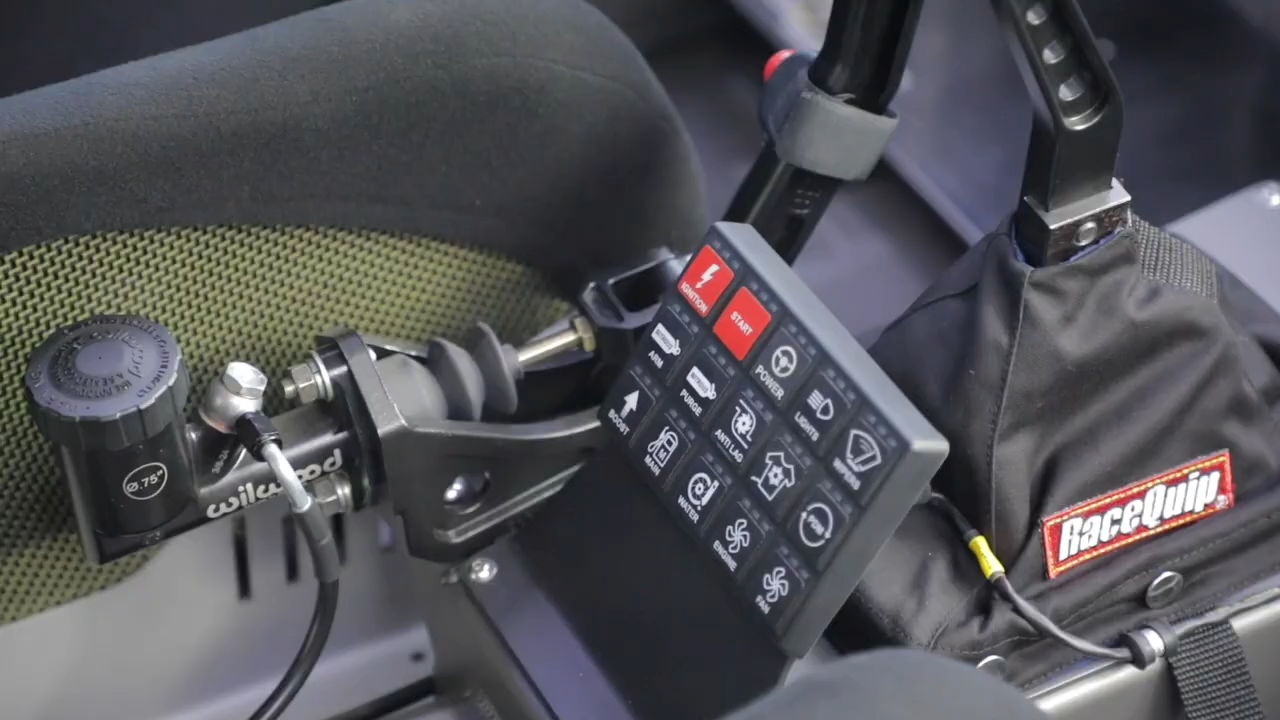 IGNITION
START
ARM
PURGE
POWER
BOOST
ANTI LAG
LIGHTS
MAIN
WIPERS
WATER
ENGINE
FAN
Ø.75"
wilwood
RaceQuip